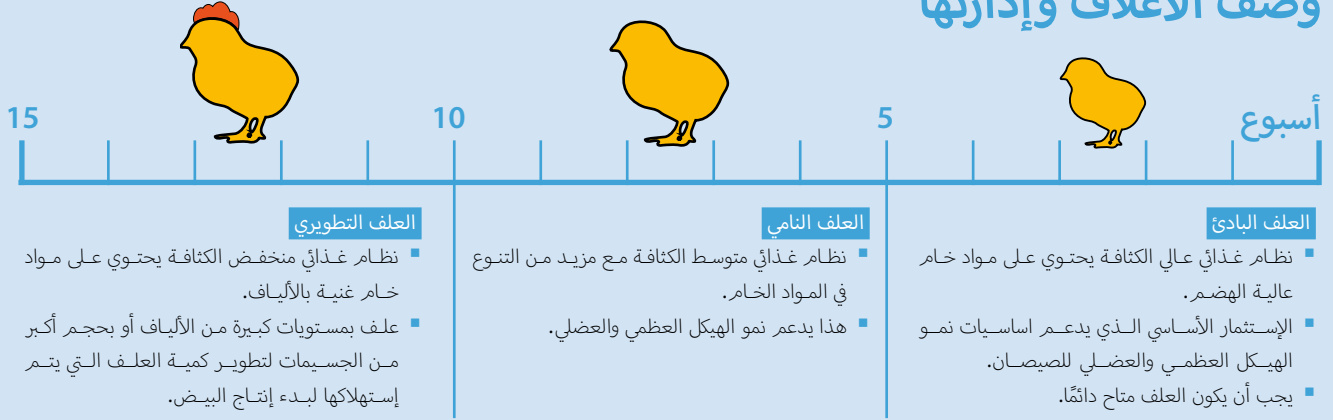 وصف الأعلاف وإدارتها
أسبوع
5
10
15
العلف البادئ
نظام غذائي عالي الكثافة يحتوي على مواد خام
عالية الهضم.
الإستثمار الأساسي الذي يدعم اساسيات نمو
الهيكل العظمي والعضلي للصيصان.
يجب أن يكون العلف متاح دائمًا.
العلف النامي
نظام غذائي متوسط الكثافة مع مزيد من التنوع
في المواد الخام.
هذا يدعم نمو الهيكل العظمي والعضلي.
العلف التطويري
نظام غذائي منخفض الكثافة يحتوي على مواد
خام غنية بالألياف.
علف بمستويات كبيرة من الألياف أو بحجم أكبر
من الجسيمات لتطوير كمية العلف التي يتم
إستهلاكها لبدء إنتاج البيض.